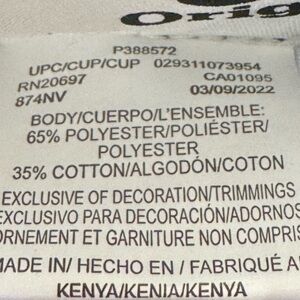 Orig
P388572
UPC/CUP/CUP 029311073954
RN20697 CA01095
874NV 03/09/2022
BODY/CUERPO/L'ENSEMBLE:
65% POLYESTER/POLIÉSTER/
POLYESTER
35% COTTON/ALGODÓN/COTON
EXCLUSIVE OF DECORATION/TRIMMINGS
EXCLUSIVO PARA DECORACIÓN/ADORNOS
ORNEMENT ET GARNITURE NON COMPRIS
MADE IN/ HECHO EN / FABRIQUÉ A
KENYA/KENIA/KENYA